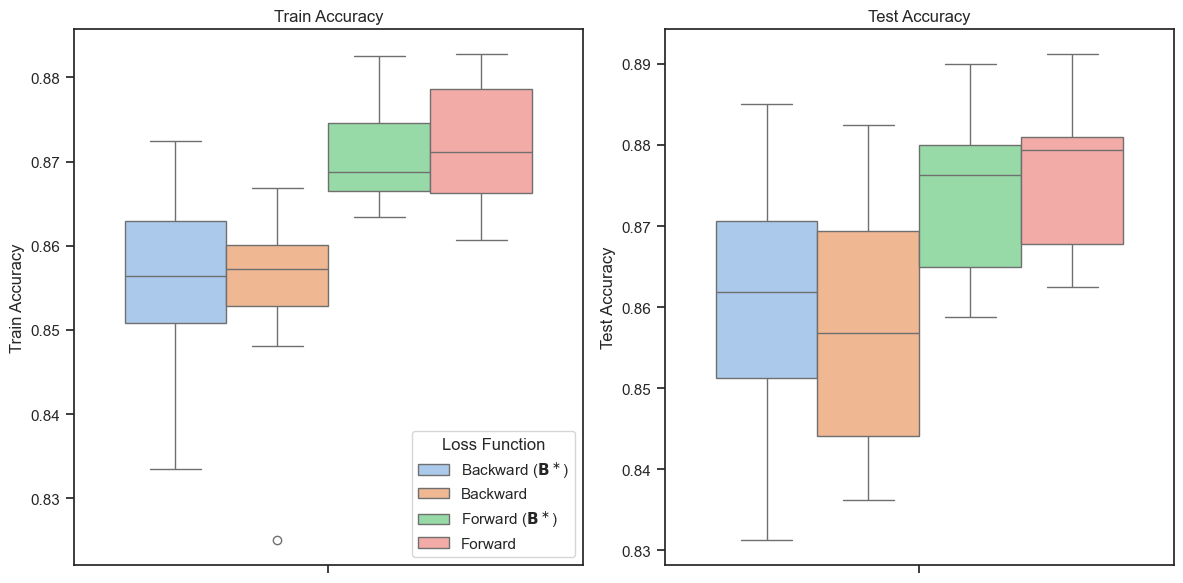 Train Accuracy
Train Accuracy
0.88
0.87
0.86
0.85
0.84
0.83
Loss Function
Backward (B*)
Backward
Forward (B*)
Forward
Test Accuracy
Test Accuracy
0.89
0.88
0.87
0.86
0.85
0.84
0.83